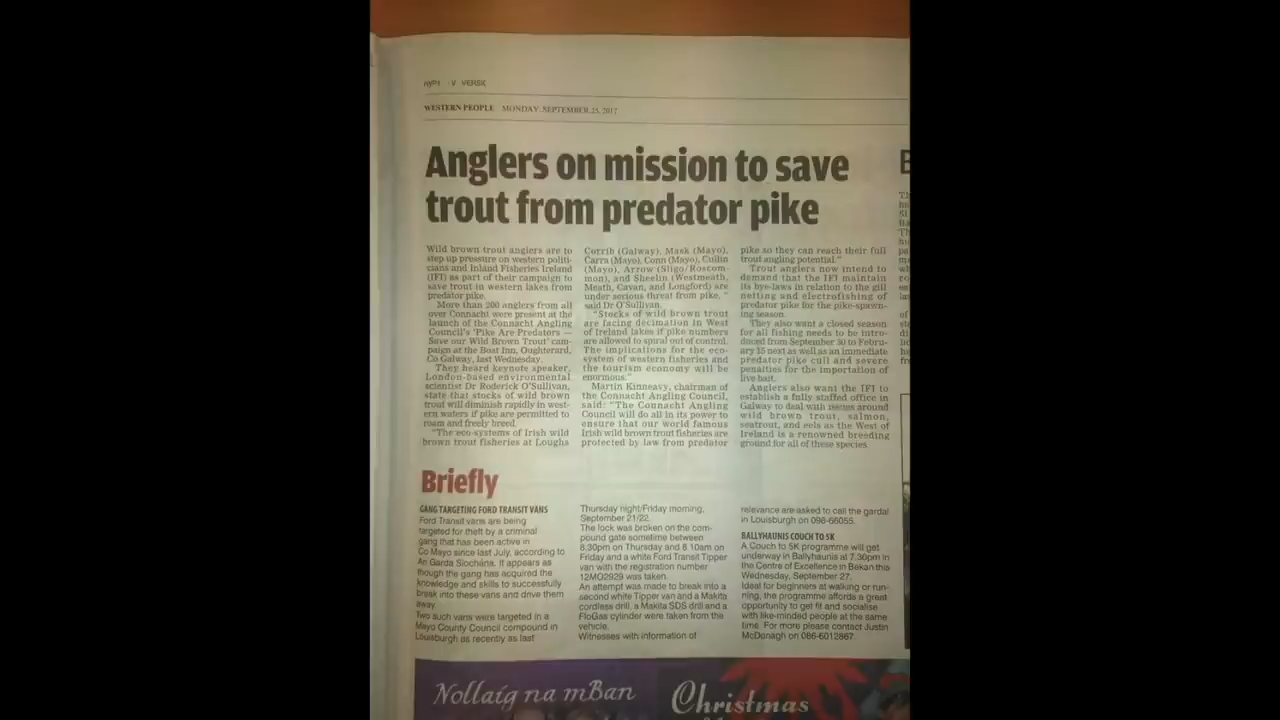 WESTERN PEOPLE MONDAY, SEPTEMBER 25, 2017
Anglers on mission to save
trout from predator pike
Wild brown trout anglers are to
step up pressure on western politi-
cians and Inland Fisheries Ireland
(IFI) as part of their campaign to
save trout in western lakes from
predator pike.
More than 200 anglers from all
over Connacht were present at the
launch of the Connacht Angling
Council's 'Pike Are Predators —
Save our Wild Brown Trout' cam-
paign at the Boat Inn, Oughterard,
Co Galway, last Wednesday.
They heard keynote speaker,
London-based environmental
scientist Dr Roderick O'Sullivan,
state that stocks of wild brown
trout will diminish rapidly in west-
ern waters if pike are permitted to
roam and freely breed.
"The eco-systems of Irish wild
brown trout fisheries at Loughs
Corrib (Galway), Mask (Mayo),
Carra (Mayo), Conn (Mayo), Cullin
(Mayo), Arrow (Sligo/Roscom-
mon), and Sheelin (Westmeath,
Meath, Cavan, and Longford) are
under serious threat from pike, "
said Dr O'Sullivan.
"Stocks of wild brown trout
are facing decimation in West
of Ireland lakes if pike numbers
are allowed to spiral out of control.
The implications for the eco-
system of western fisheries and
the tourism economy will be
enormous."
Martin Kinneavy, chairman of
the Connacht Angling Council,
said: "The Connacht Angling
Council will do all in its power to
ensure that our world famous
Irish wild brown trout fisheries are
protected by law from predator
pike so they can reach their full
trout angling potential."
Trout anglers now intend to
demand that the IFI maintain
its bye-laws in relation to the gill
netting and electrofishing of
predator pike for the pike-spawn-
ing season.
They also want a closed season
for all fishing needs to be intro-
duced from September 30 to Febru-
ary 15 next as well as an immediate
predator pike cull and severe
penalties for the importation of
live bait.
Anglers also want the IFI to
establish a fully staffed office in
Galway to deal with issues around
wild brown trout, salmon,
seatrout, and eels as the West of
Ireland is a renowned breeding
ground for all of these species.
Briefly
GANG TARGETING FORD TRANSIT VANS
Ford Transit vans are being
targeted for theft by a criminal
gang that has been active in
Co Mayo since last July, according to
An Garda Síochána. It appears as
though the gang has acquired the
knowledge and skills to successfully
break into these vans and drive them
away.
Two such vans were targeted in a
Mayo County Council compound in
Louisburgh as recently as last
Thursday night/Friday morning,
September 21/22.
The lock was broken on the com-
pound gate sometime between
8.30pm on Thursday and 8.10am on
Friday and a white Ford Transit Tipper
van with the registration number
12MO2929 was taken.
An attempt was made to break into a
second white Tipper van and a Makita
cordless drill, a Makita SDS drill and a
FloGas cylinder were taken from the
vehicle.
Witnesses with information of
relevance are asked to call the gardaí
in Louisburgh on 098-66055.
BALLYHAUNIS COUCH TO 5K
A Couch to 5K programme will get
underway in Ballyhaunis at 7.30pm in
the Centre of Excellence in Bekan this
Wednesday, September 27.
Ideal for beginners at walking or run-
ning, the programme affords a great
opportunity to get fit and socialise
with like-minded people at the same
time. For more please contact Justin
McDonagh on 086-6012867.
Nollaig na mBan
Christmas